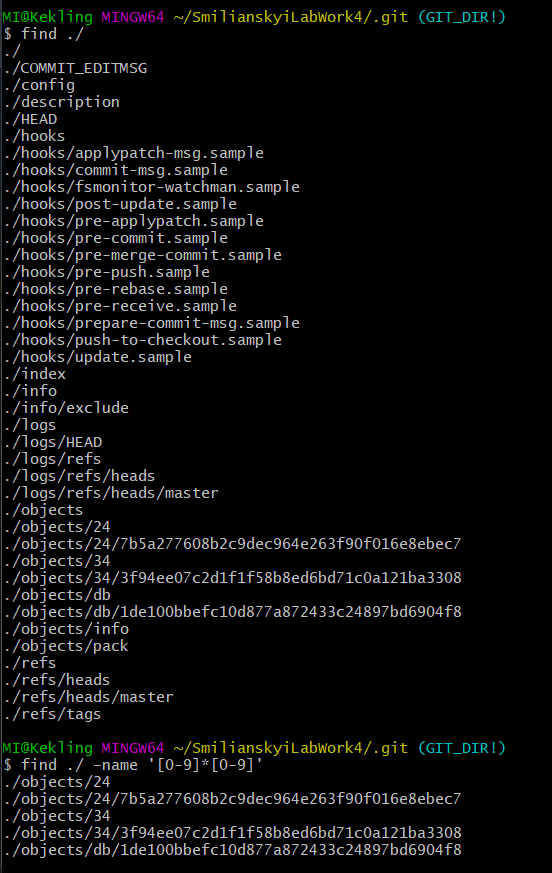 MI@Kekling MINGW64 ~/SmilianskyiLabWork4/.git (GIT_DIR!)
$ find ./
./
./COMMIT_EDITMSG
./config
./description
./HEAD
./hooks
./hooks/applypatch-msg.sample
./hooks/commit-msg.sample
./hooks/fsmonitor-watchman.sample
./hooks/post-update.sample
./hooks/pre-applypatch.sample
./hooks/pre-commit.sample
./hooks/pre-merge-commit.sample
./hooks/pre-push.sample
./hooks/pre-rebase.sample
./hooks/pre-receive.sample
./hooks/prepare-commit-msg.sample
./hooks/push-to-checkout.sample
./hooks/update.sample
./index
./info
./info/exclude
./logs
./logs/HEAD
./logs/refs
./logs/refs/heads
./logs/refs/heads/master
./objects
./objects/24
./objects/24/7b5a277608b2c9dec964e263f90f016e8ebec7
./objects/34
./objects/34/3f94ee07c2d1f1f58b8ed6bd71c0a121ba3308
./objects/db
./objects/db/1de100bbefc10d877a872433c24897bd6904f8
./objects/info
./objects/pack
./refs
./refs/heads
./refs/heads/master
./refs/tags
MI@Kekling MINGW64 ~/SmilianskyiLabWork4/.git (GIT_DIR!)
$ find ./ -name '[0-9]*[0-9]'
./objects/24
./objects/24/7b5a277608b2c9dec964e263f90f016e8ebec7
./objects/34
./objects/34/3f94ee07c2d1f1f58b8ed6bd71c0a121ba3308
./objects/db/1de100bbefc10d877a872433c24897bd6904f8